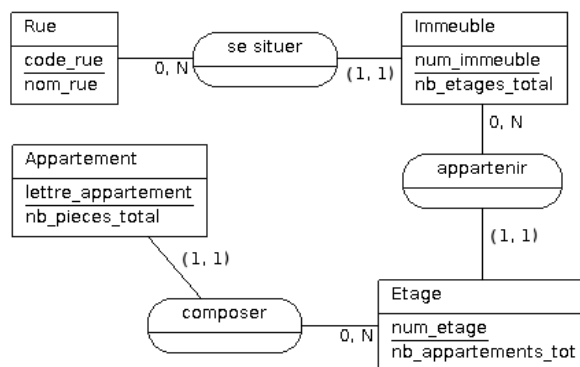 Rue
code_rue
nom_rue
se situer
0, N
(1, 1)
Immeuble
num_immeuble
nb_etages_total
0, N
appartenir
(1, 1)
Appartement
lettre_appartement
nb_pieces_total
(1, 1)
composer
0, N
Etage
num_etage
nb_appartements_tot